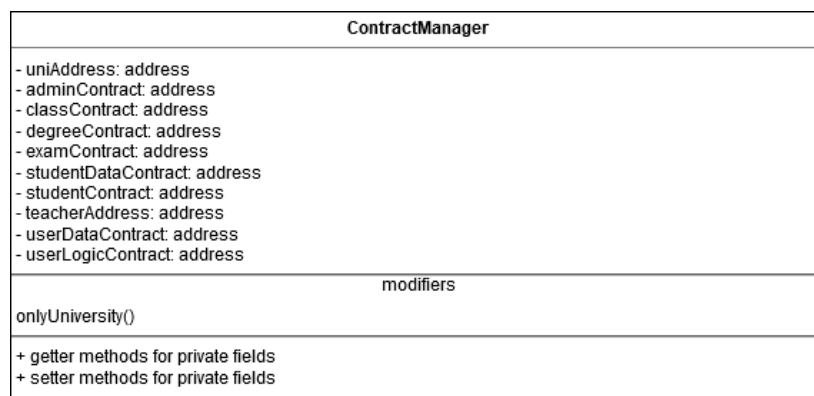 ContractManager
- uniAddress: address
- adminContract: address
- classContract: address
- degreeContract: address
- examContract: address
- studentDataContract: address
- studentContract: address
- teacherAddress: address
- userDataContract: address
- userLogicContract: address
modifiers
onlyUniversity()
+ getter methods for private fields
+ setter methods for private fields